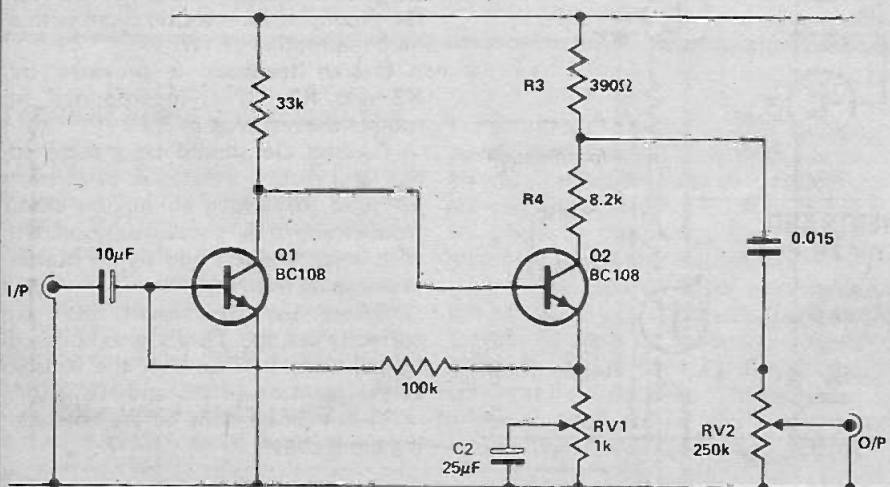 R3
390Ω
33k
R4
8.2k
0.015
10μF
Q1
BC108
Q2
BC108
I/P
100k
C2
25μF
RV1
1k
RV2
250k
O/P